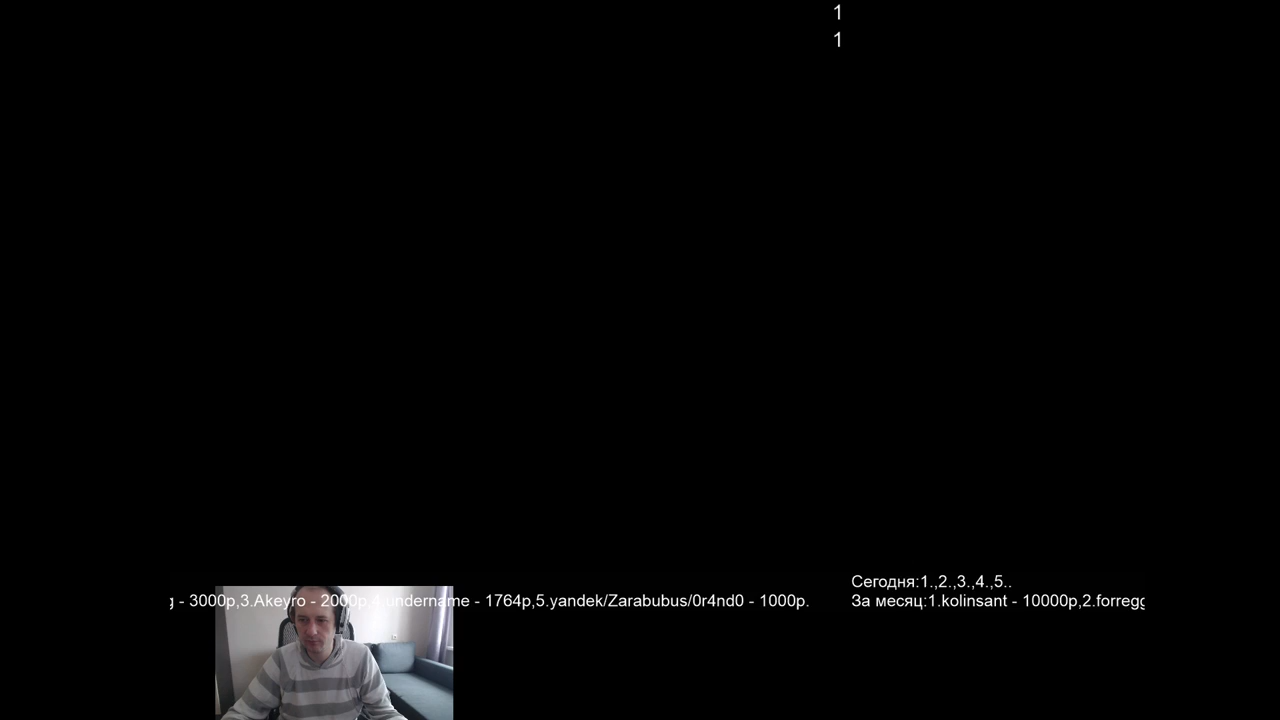 1
1
Сегодня:1.,2.,3.,4.,5..
- 3000р,3.Akeyro - 2000р,4.undername - 1764р,5.yandek/Zarabubus/0r4nd0 - 1000р.
За месяц:1.kolinsant - 10000р,2.foregg